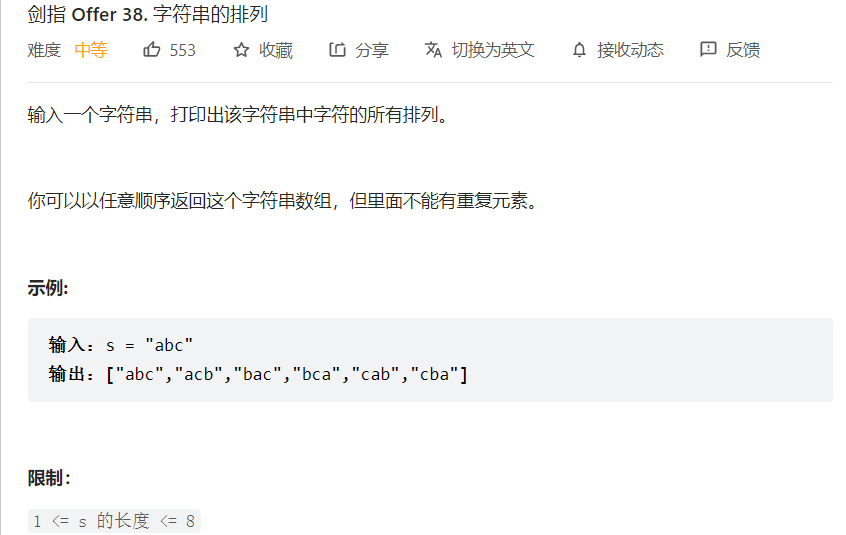 剑指 Offer 38. 字符串的排列
难度 中等 553 收藏 分享 切换为英文 接收动态 反馈
输入一个字符串，打印出该字符串中字符的所有排列。
你可以以任意顺序返回这个字符串数组，但里面不能有重复元素。
示例:
输入：s = "abc"
输出：["abc","acb","bac","bca","cab","cba"]
限制：
1 <= s 的长度 <= 8